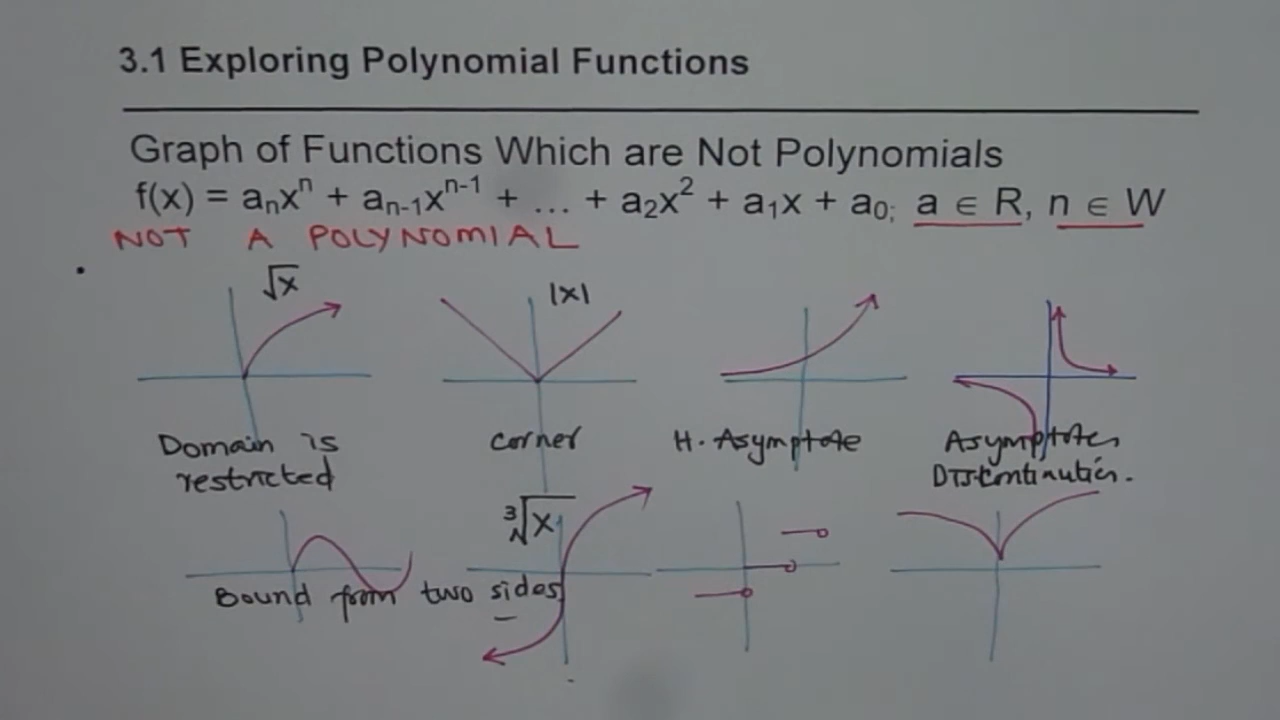 3.1 Exploring Polynomial Functions
Graph of Functions Which are Not Polynomials
f(x) = aₙxⁿ + aₙ₋₁xⁿ⁻¹ + ... + a₂x² + a₁x + a₀; a ∈ R, n ∈ W
NOT A POLYNOMIAL
√x
|x|
Domain is
restricted
corner
H. Asymptote
Asymptotes
Discontinuties.
∛x
Bound from two sides